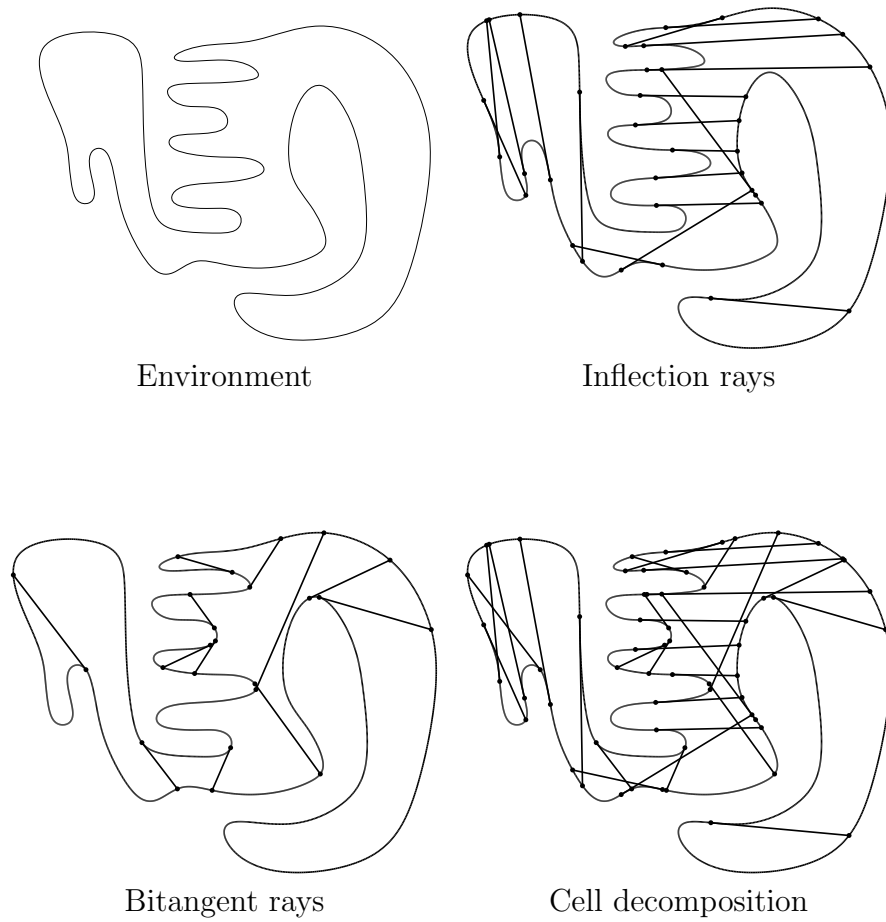 Environment
Inflection rays
Bitangent rays
Cell decomposition